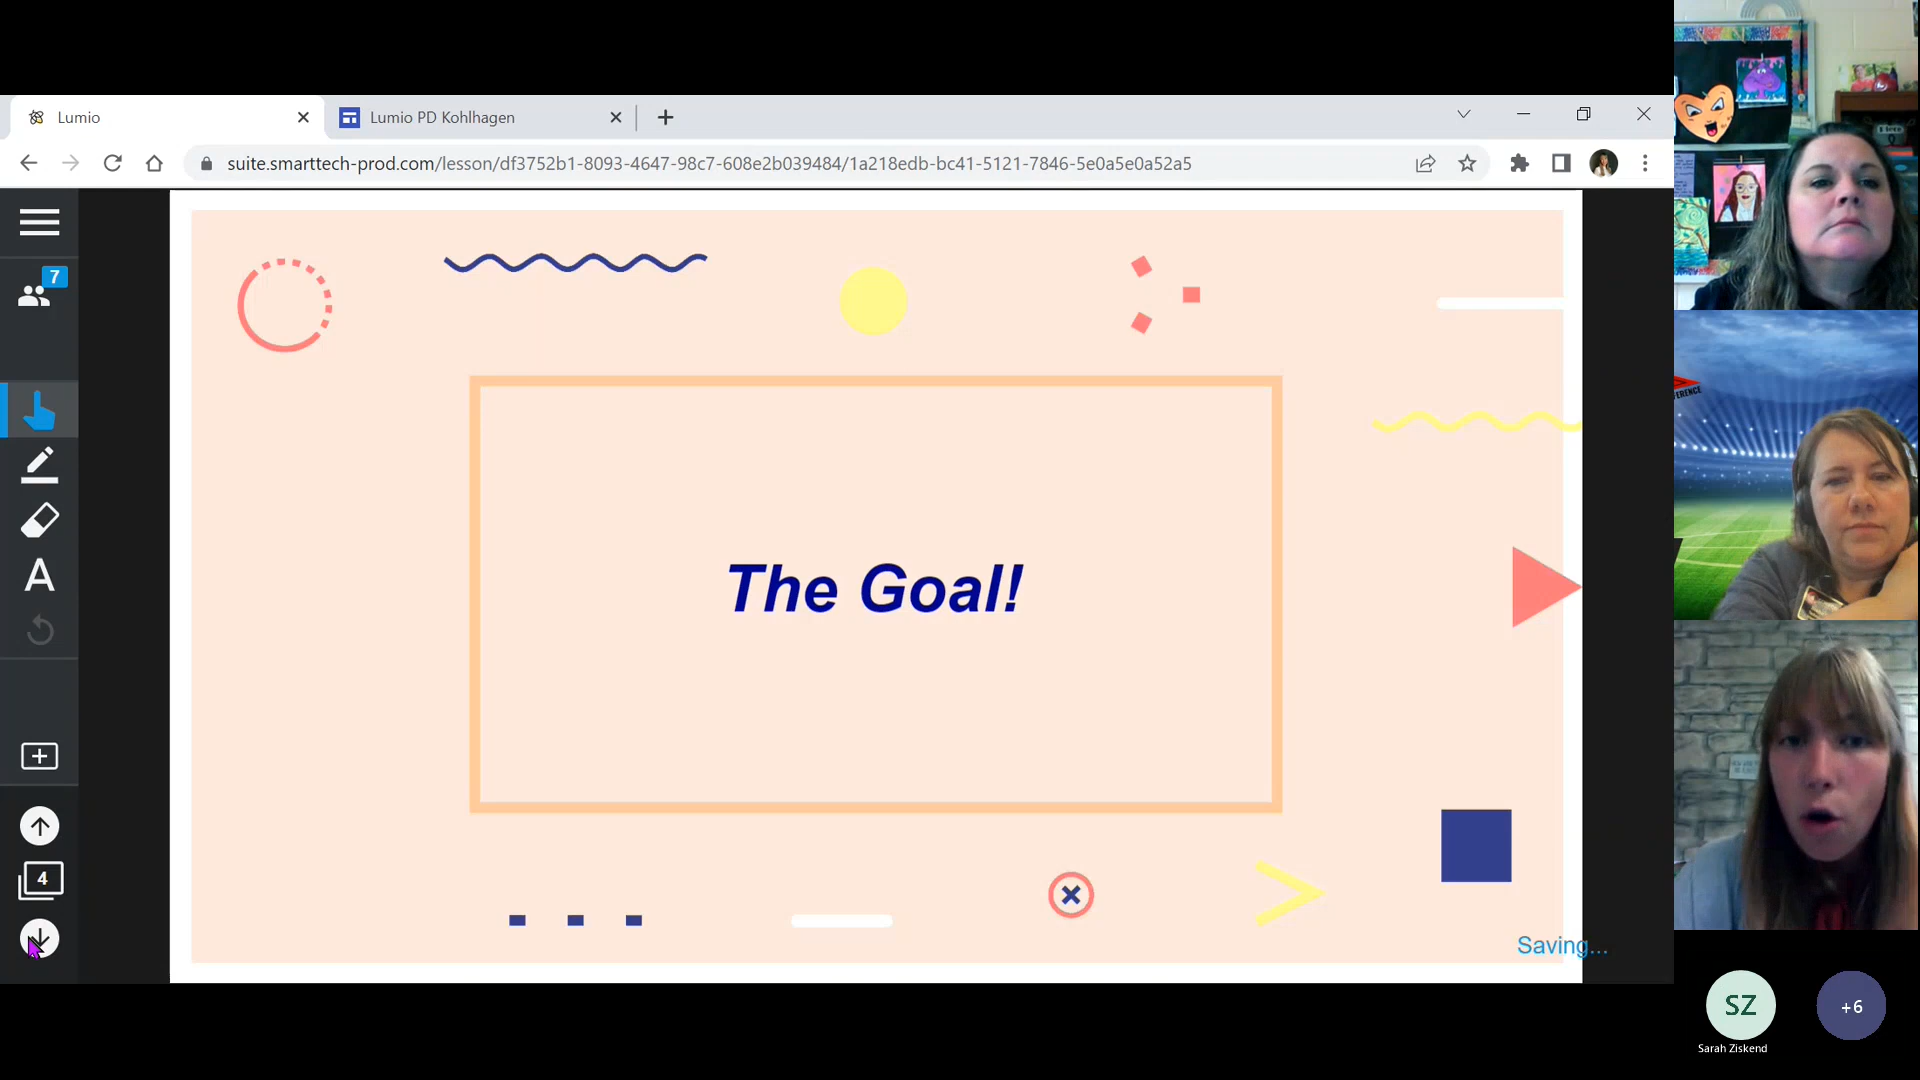 Lumio
Lumio PD Kohlhagen
suite.smarttech-prod.com/lesson/df3752b1-8093-4647-98c7-608e2b039484/1a218edb-bc41-5121-7846-5e0a5e0a52a5
7
A
4
The Goal!
Saving...
SZ
+6
Sarah Ziskend